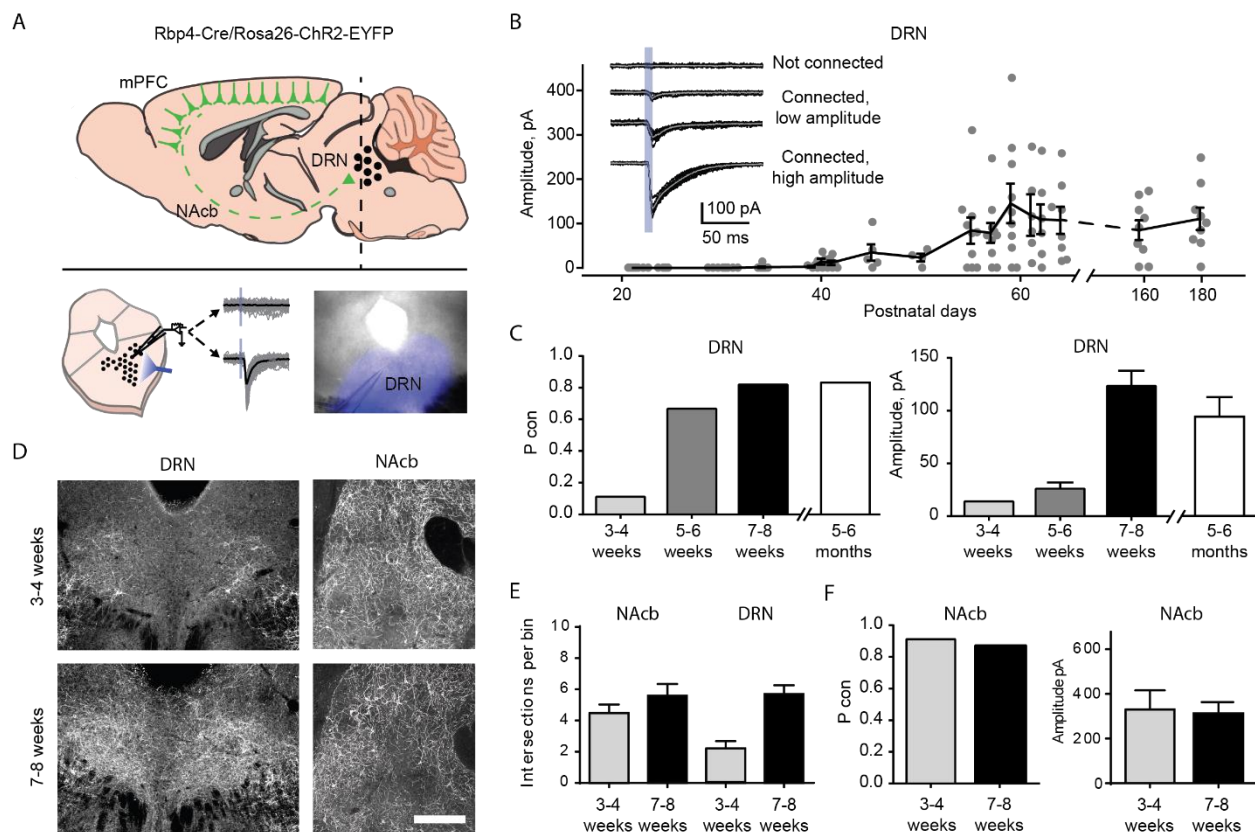 A
Rbp4-Cre/Rosa26-ChR2-EYFP
mPFC
DRN
NAcb
DRN
B
DRN
Amplitude, pA
400
300
200
100
0
Not connected
Connected,
low amplitude
Connected,
high amplitude
100 pA
50 ms
20
40
60
160
180
Postnatal days
C
DRN
P con
1.0
0.8
0.6
0.4
0.2
0.0
3-4
weeks
5-6
weeks
7-8
weeks
5-6
months
DRN
Amplitude, pA
150
100
50
0
3-4
weeks
5-6
weeks
7-8
weeks
5-6
months
D
DRN
NAcb
3-4 weeks
7-8 weeks
E
NAcb
DRN
Intersections per bin
10
8
6
4
2
0
3-4
weeks
7-8
weeks
3-4
weeks
7-8
weeks
F
NAcb
P con
1.0
0.8
0.6
0.4
0.2
0.0
3-4
weeks
7-8
weeks
NAcb
Amplitude pA
600
400
200
0
3-4
weeks
7-8
weeks